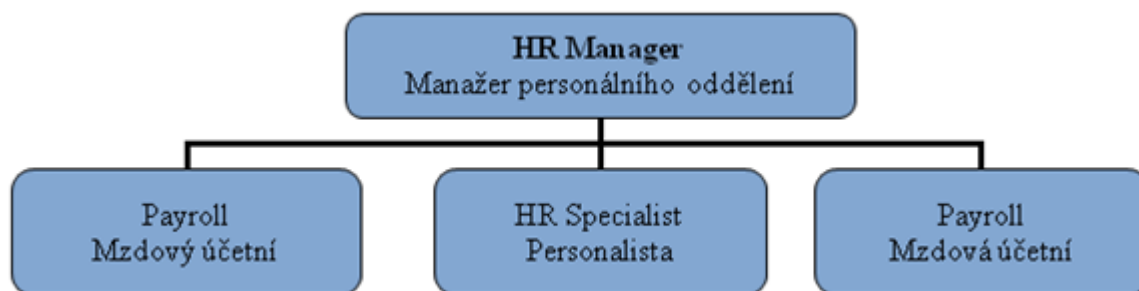 HR Manager
Manažer personálního oddělení
Payroll
Mzdový účetní
HR Specialist
Personalista
Payroll
Mzdová účetní